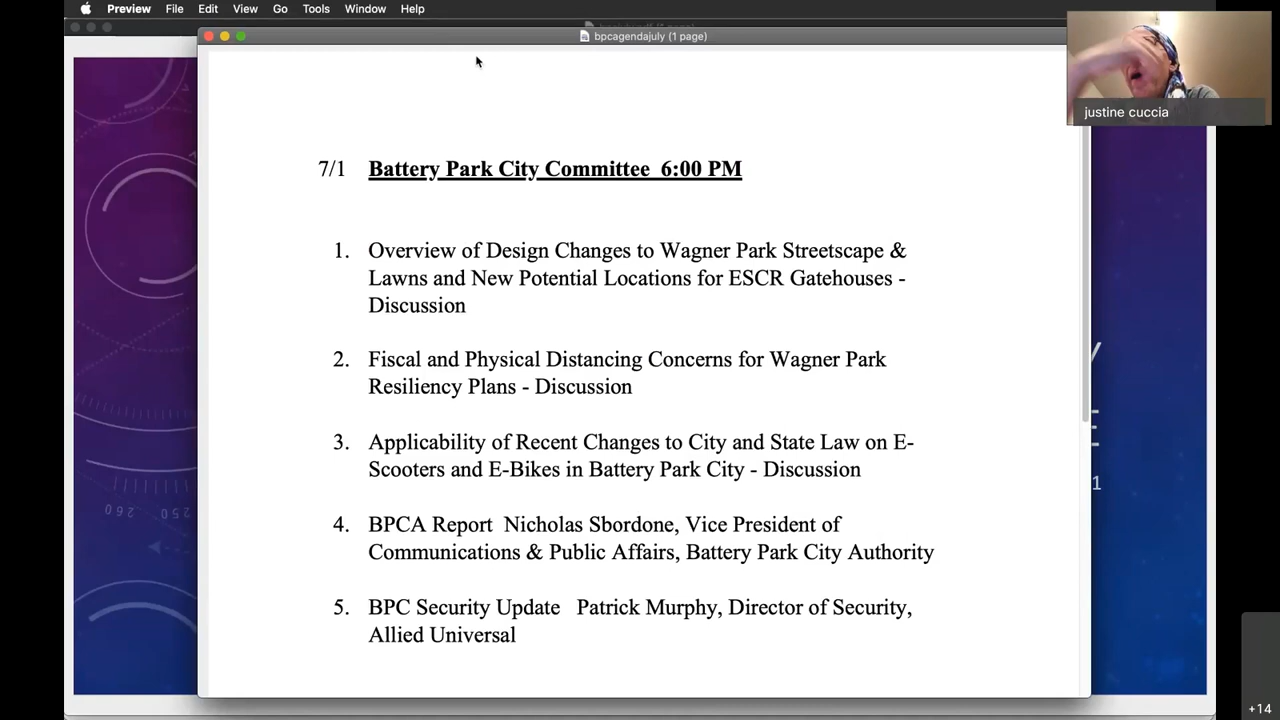 Preview File Edit View Go Tools Window Help
bpcagendajuly (1 page)
justine cuccia
7/1 Battery Park City Committee 6:00 PM
1. Overview of Design Changes to Wagner Park Streetscape &
Lawns and New Potential Locations for ESCR Gatehouses -
Discussion
2. Fiscal and Physical Distancing Concerns for Wagner Park
Resiliency Plans - Discussion
3. Applicability of Recent Changes to City and State Law on E-
Scooters and E-Bikes in Battery Park City - Discussion
4. BPCA Report Nicholas Sbordone, Vice President of
Communications & Public Affairs, Battery Park City Authority
5. BPC Security Update Patrick Murphy, Director of Security,
Allied Universal
260 250
1
+14